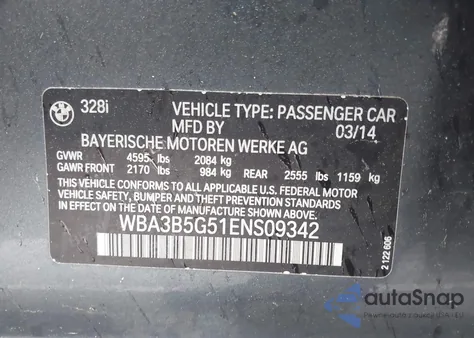 BMW
328i
VEHICLE TYPE: PASSENGER CAR
MFD BY 03/14
BAYERISCHE MOTOREN WERKE AG
GVWR 4595 lbs 2084 kg
GAWR FRONT 2170 lbs 984 kg REAR 2555 lbs 1159 kg
THIS VEHICLE CONFORMS TO ALL APPLICABLE U.S. FEDERAL MOTOR
VEHICLE SAFETY, BUMPER AND THEFT PREVENTION STANDARDS
IN EFFECT ON THE DATE OF MANUFACTURE SHOWN ABOVE.
WBA3B5G51ENS09342
2 122 606
autoSnap